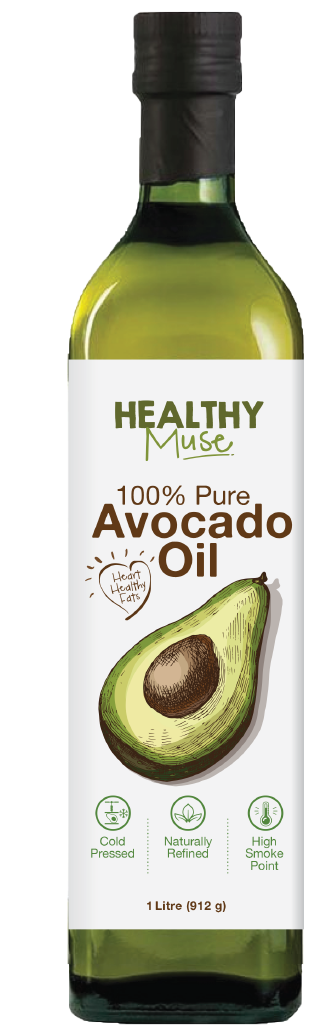 HEALTHY
Muse
100% Pure
Avocado
Oil
Heart
Healthy
Fats
Cold
Pressed
Naturally
Refined
High
Smoke
Point
1 Litre (912 g)